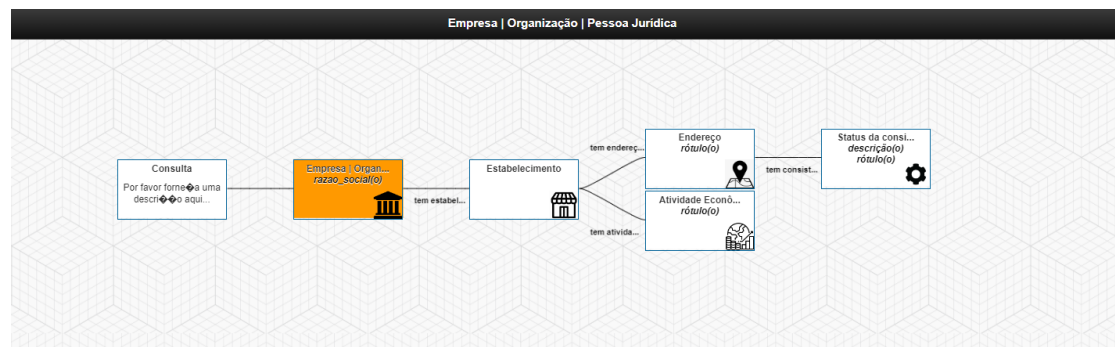 Empresa | Organização | Pessoa Jurídica
Consulta
Por favor forne�a uma
descri��o aqui...
Empresa | Organ...
razao_social(o)
tem estabel...
Estabelecimento
tem endereç...
Endereço
rótulo(o)
tem consist...
Status da consi...
descrição(o)
rótulo(o)
tem ativida...
Atividade Econô...
rótulo(o)